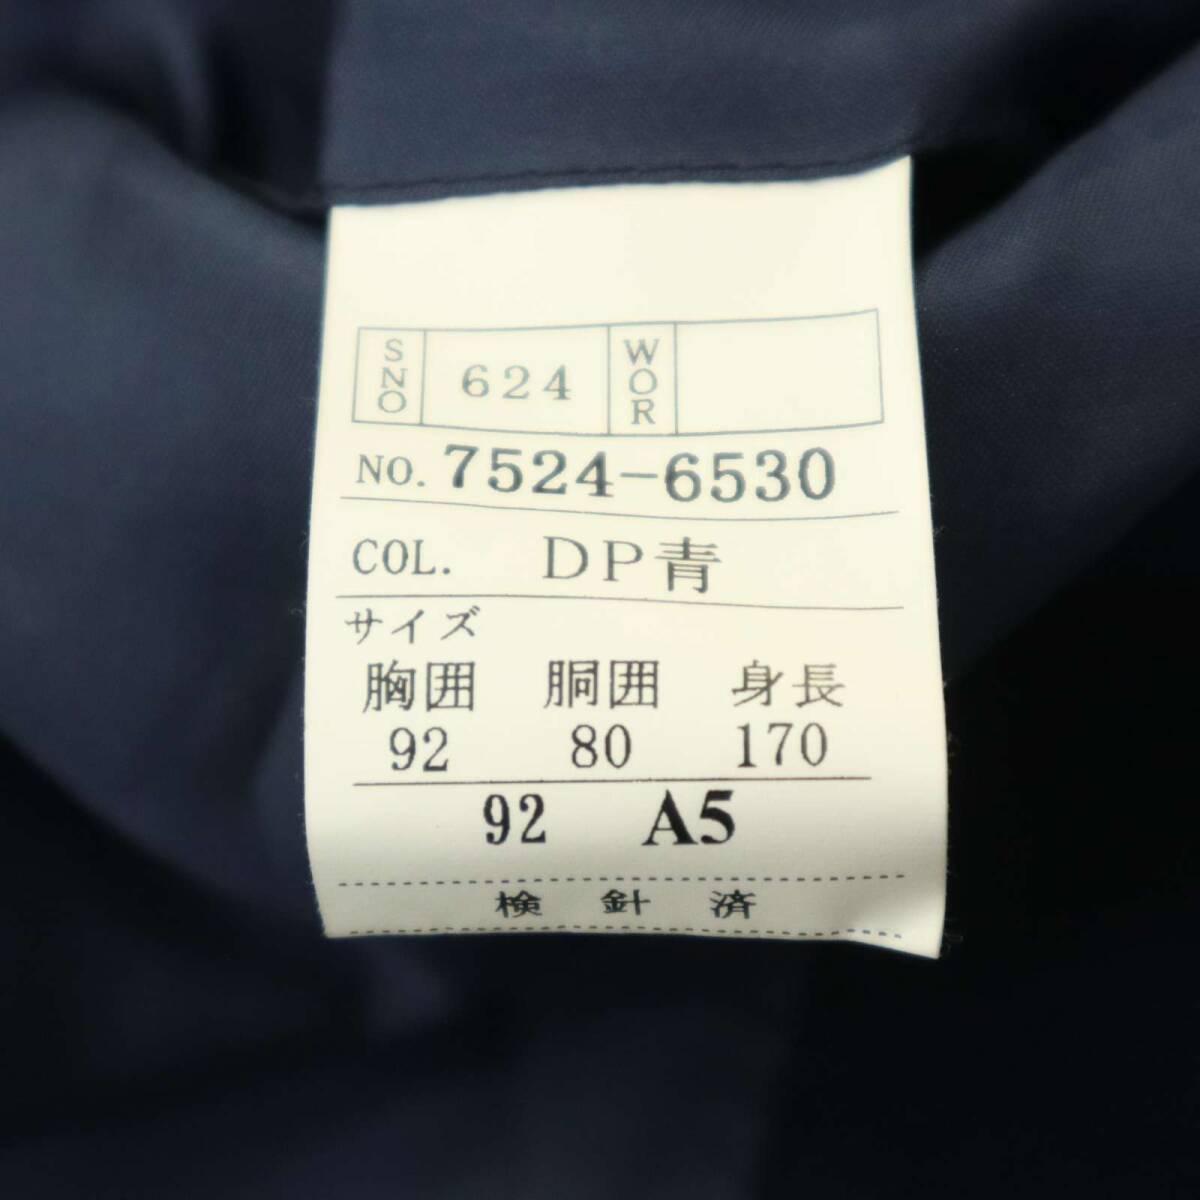 SNO 624 WOR
NO. 7524-6530
COL. DP青
サイズ
胸囲 胴囲 身長
92 80 170
92 A5
検針済